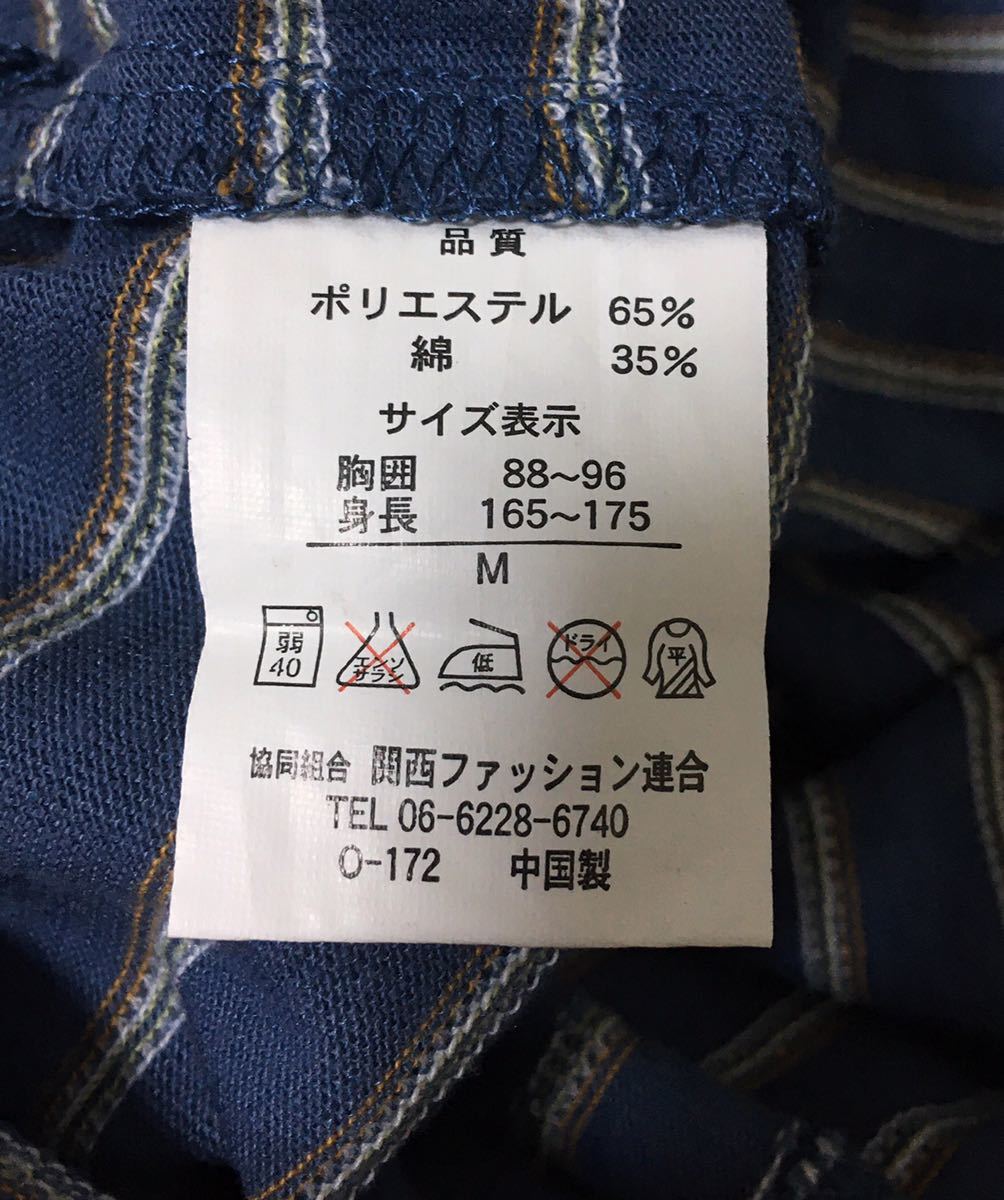 品質
ポリエステル 65%
綿 35%
サイズ表示
胸囲 88~96
身長 165~175
M
弱 40
エンソ サラシ
低
ドライ
平
協同組合 関西ファッション連合
TEL 06-6228-6740
O-172 中国製